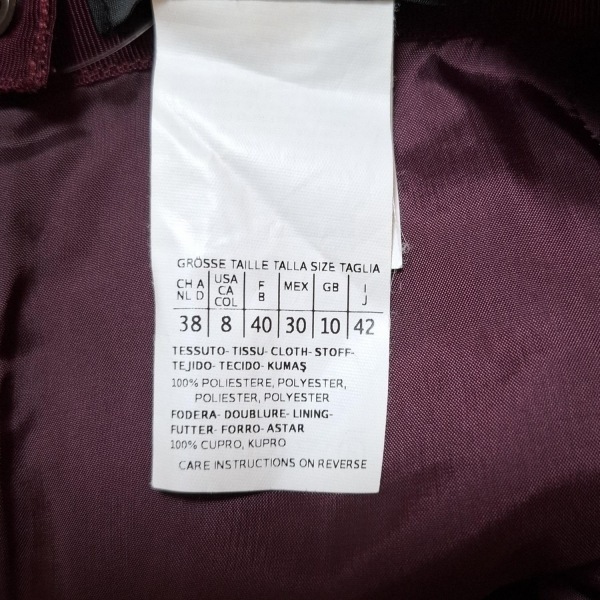 GRÖSSE TAILLE TALLA SIZE TAGLIA
CH A USA F MEX GB I
NL D CA B J
COL
38 8 40 30 10 42
TESSUTO- TISSU- CLOTH- STOFF-
TEJIDO- TECIDO- KUMAŞ
100% POLIESTERE, POLYESTER,
POLIESTER, POLYESTER
FODERA- DOUBLURE- LINING-
FUTTER- FORRO- ASTAR
100% CUPRO, KUPRO
CARE INSTRUCTIONS ON REVERSE